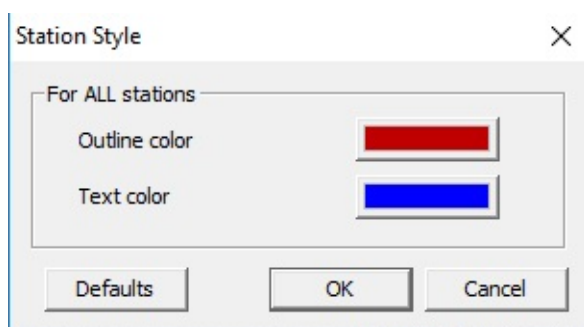 Station Style
For ALL stations
Outline color
Text color
Defaults OK Cancel